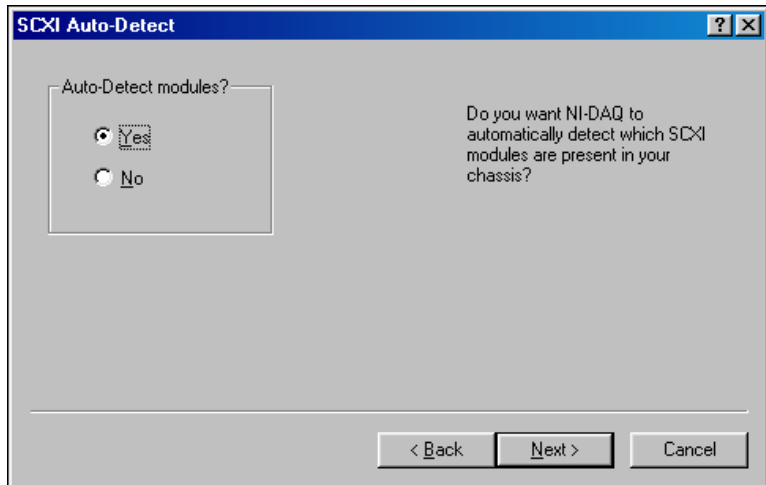 SCXI Auto-Detect
Auto-Detect modules?
Yes
No
Do you want NI-DAQ to
automatically detect which SCXI
modules are present in your
chassis?
< Back
Next >
Cancel